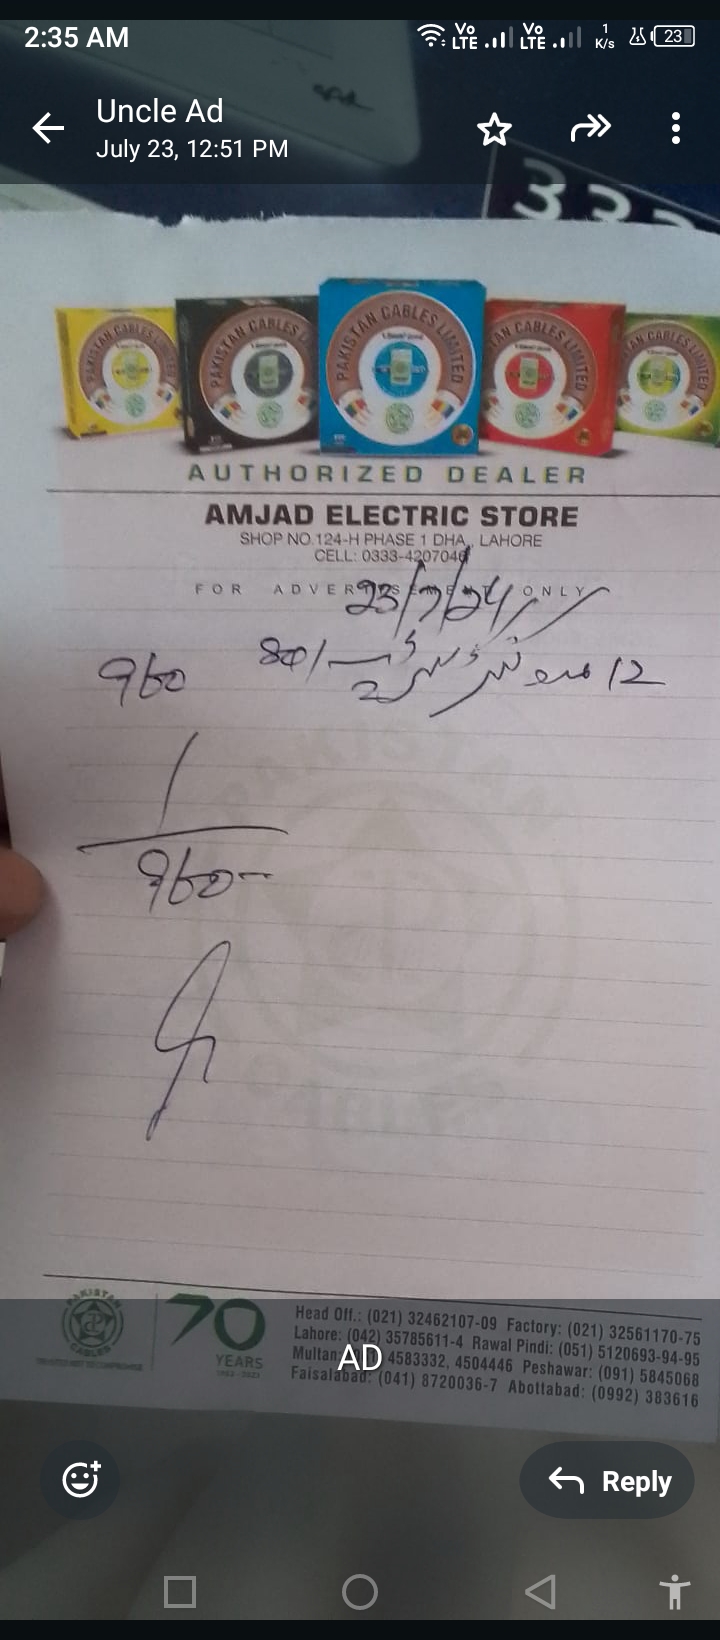 2:35 AM Vo LTE Vo LTE 1 K/s 23
Uncle Ad
July 23, 12:51 PM
PAKISTAN CABLES LIMITED
AUTHORIZED DEALER
AMJAD ELECTRIC STORE
SHOP NO.124-H PHASE 1 DHA, LAHORE
CELL: 0333-4207046
FOR ADVERTISEMENT ONLY
23/7/24
12 80/ 960
2
960
PAKISTAN CABLES
70 YEARS
Head Off.: (021) 32462107-09 Factory: (021) 32561170-75
Lahore: (042) 35785611-4 Rawal Pindi: (051) 5120693-94-95
Multan: 4583332, 4504446 Peshawar: (091) 5845068
AD
Faisalabad: (041) 8720036-7 Abottabad: (0992) 383616
Reply